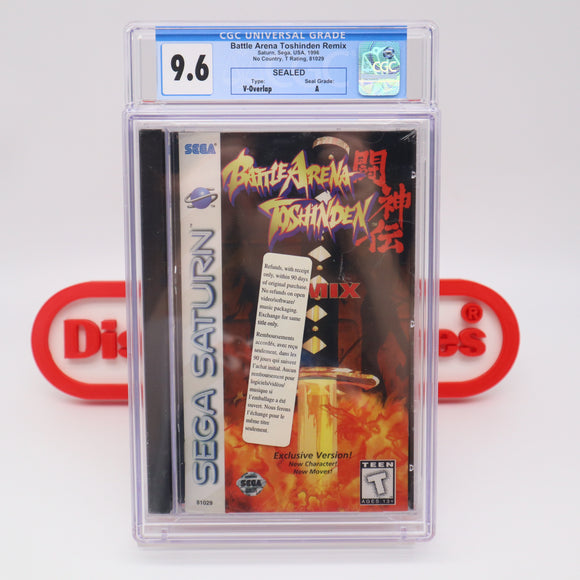 CGC UNIVERSAL GRADE
9.6
Battle Arena Toshinden Remix
Saturn, Sega, USA, 1996
No Country, T Rating, 81029
SEALED
Type:
V-Overlap
Seal Grade:
A
CGC
SEGA
SEGA SATURN™
81029
BATTLE ARENA
TOSHINDEN
闘神伝
MIX
Refunds, with receipt
only, within 90 days
of original purchase.
No refunds on open
video/software/
music packaging.
Exchange for same
title only.
Remboursements
accordés, avec reçu
seulement, dans les
90 jours qui suivent
l'achat initial. Aucun
remboursement pour
logiciels/vidéo/
musique si
l'emballage a été
ouvert. Nous ferons
l'échange pour le
même titre
seulement.
Exclusive Version!
New Character!
New Moves!
SEGA
TEEN
T
AGES 13+
Dis
es
®